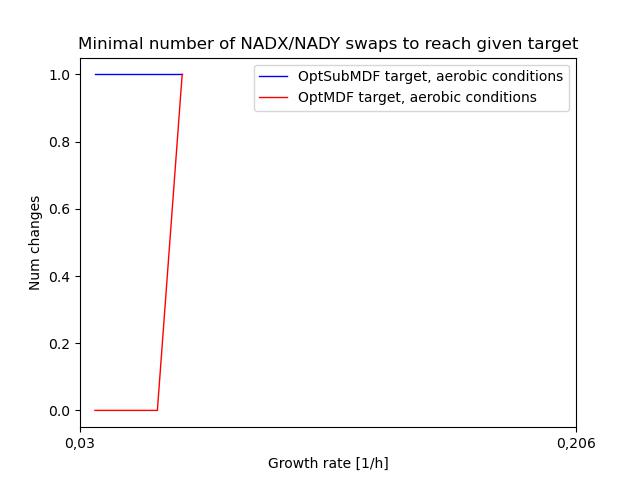 Minimal number of NADX/NADY swaps to reach given target
OptSubMDF target, aerobic conditions
OptMDF target, aerobic conditions
Num changes
1.0
0.8
0.6
0.4
0.2
0.0
0,03
0,206
Growth rate [1/h]